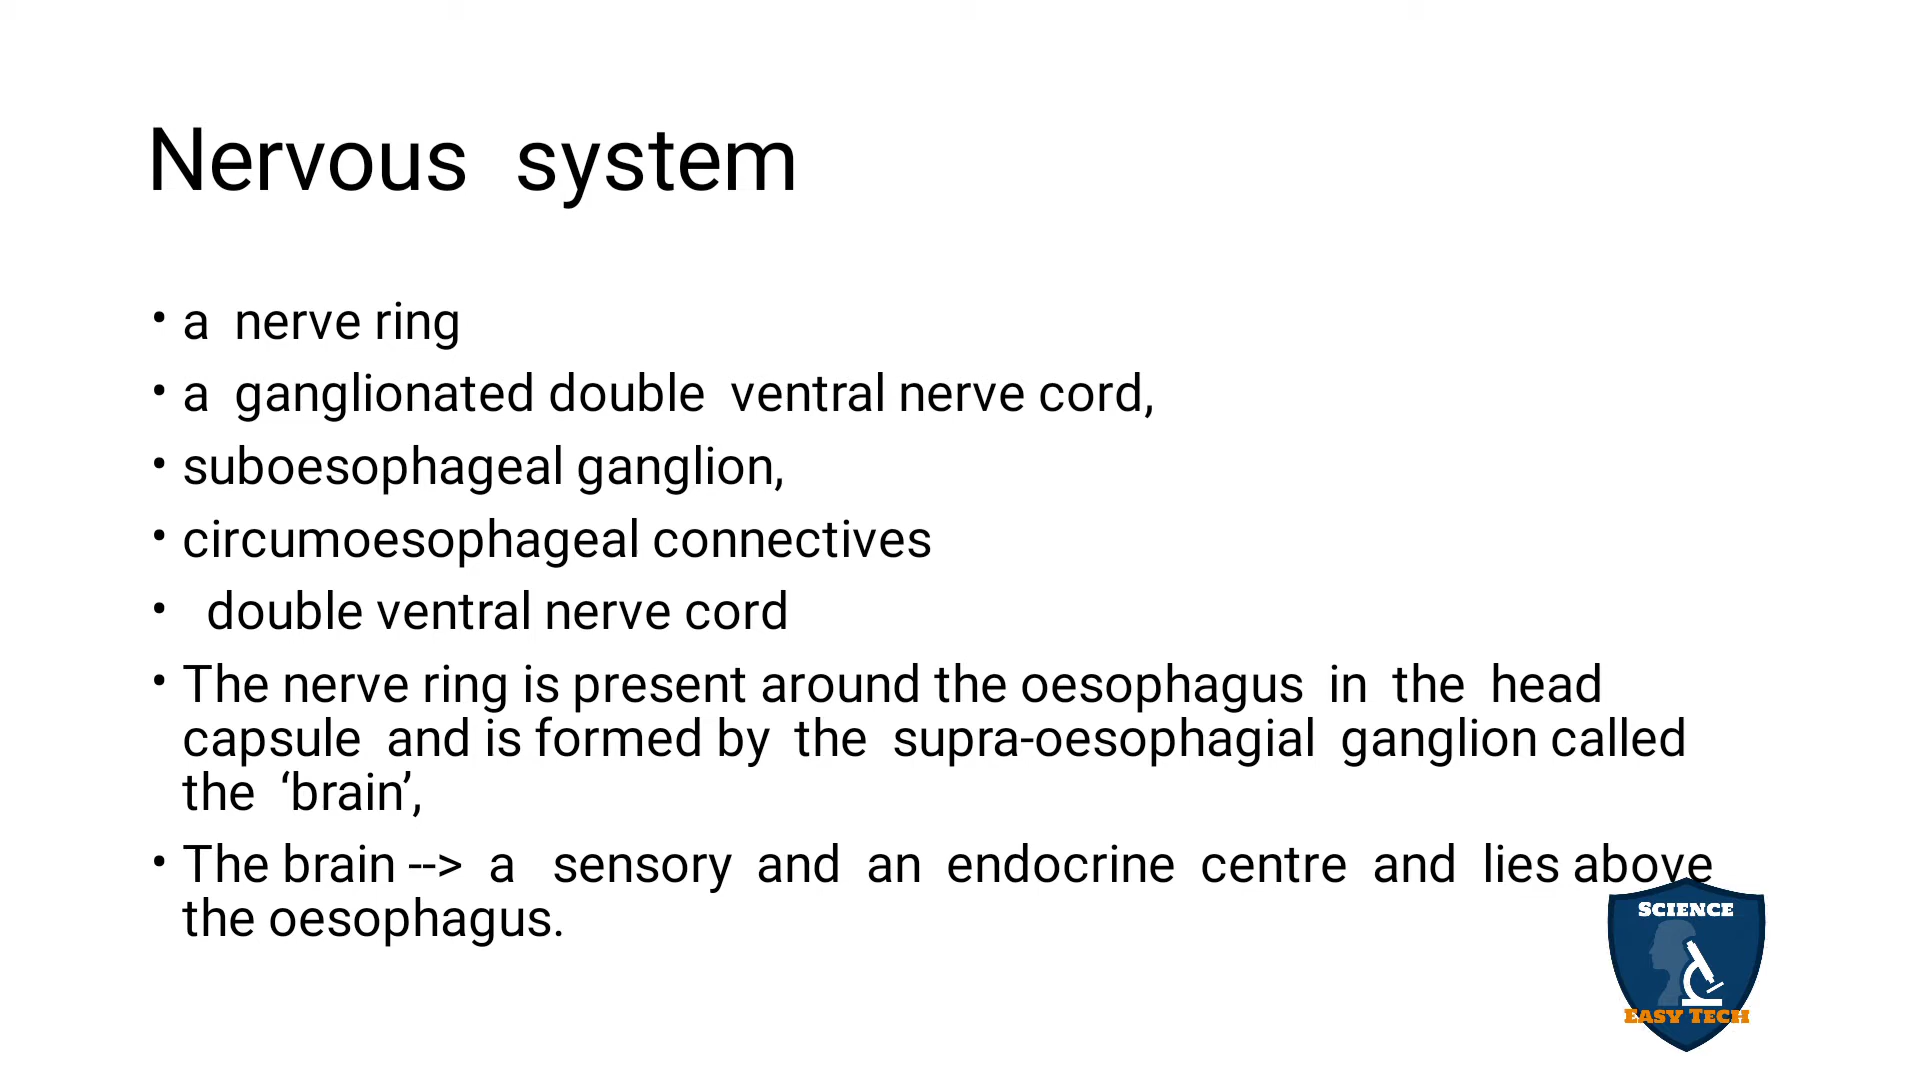 Nervous system
• a nerve ring
• a ganglionated double ventral nerve cord,
• suboesophageal ganglion,
• circumoesophageal connectives
• double ventral nerve cord
• The nerve ring is present around the oesophagus in the head
capsule and is formed by the supra-oesophagial ganglion called
the ‘brain’,
• The brain --> a sensory and an endocrine centre and lies above
the oesophagus.
SCIENCE
EASY TECH